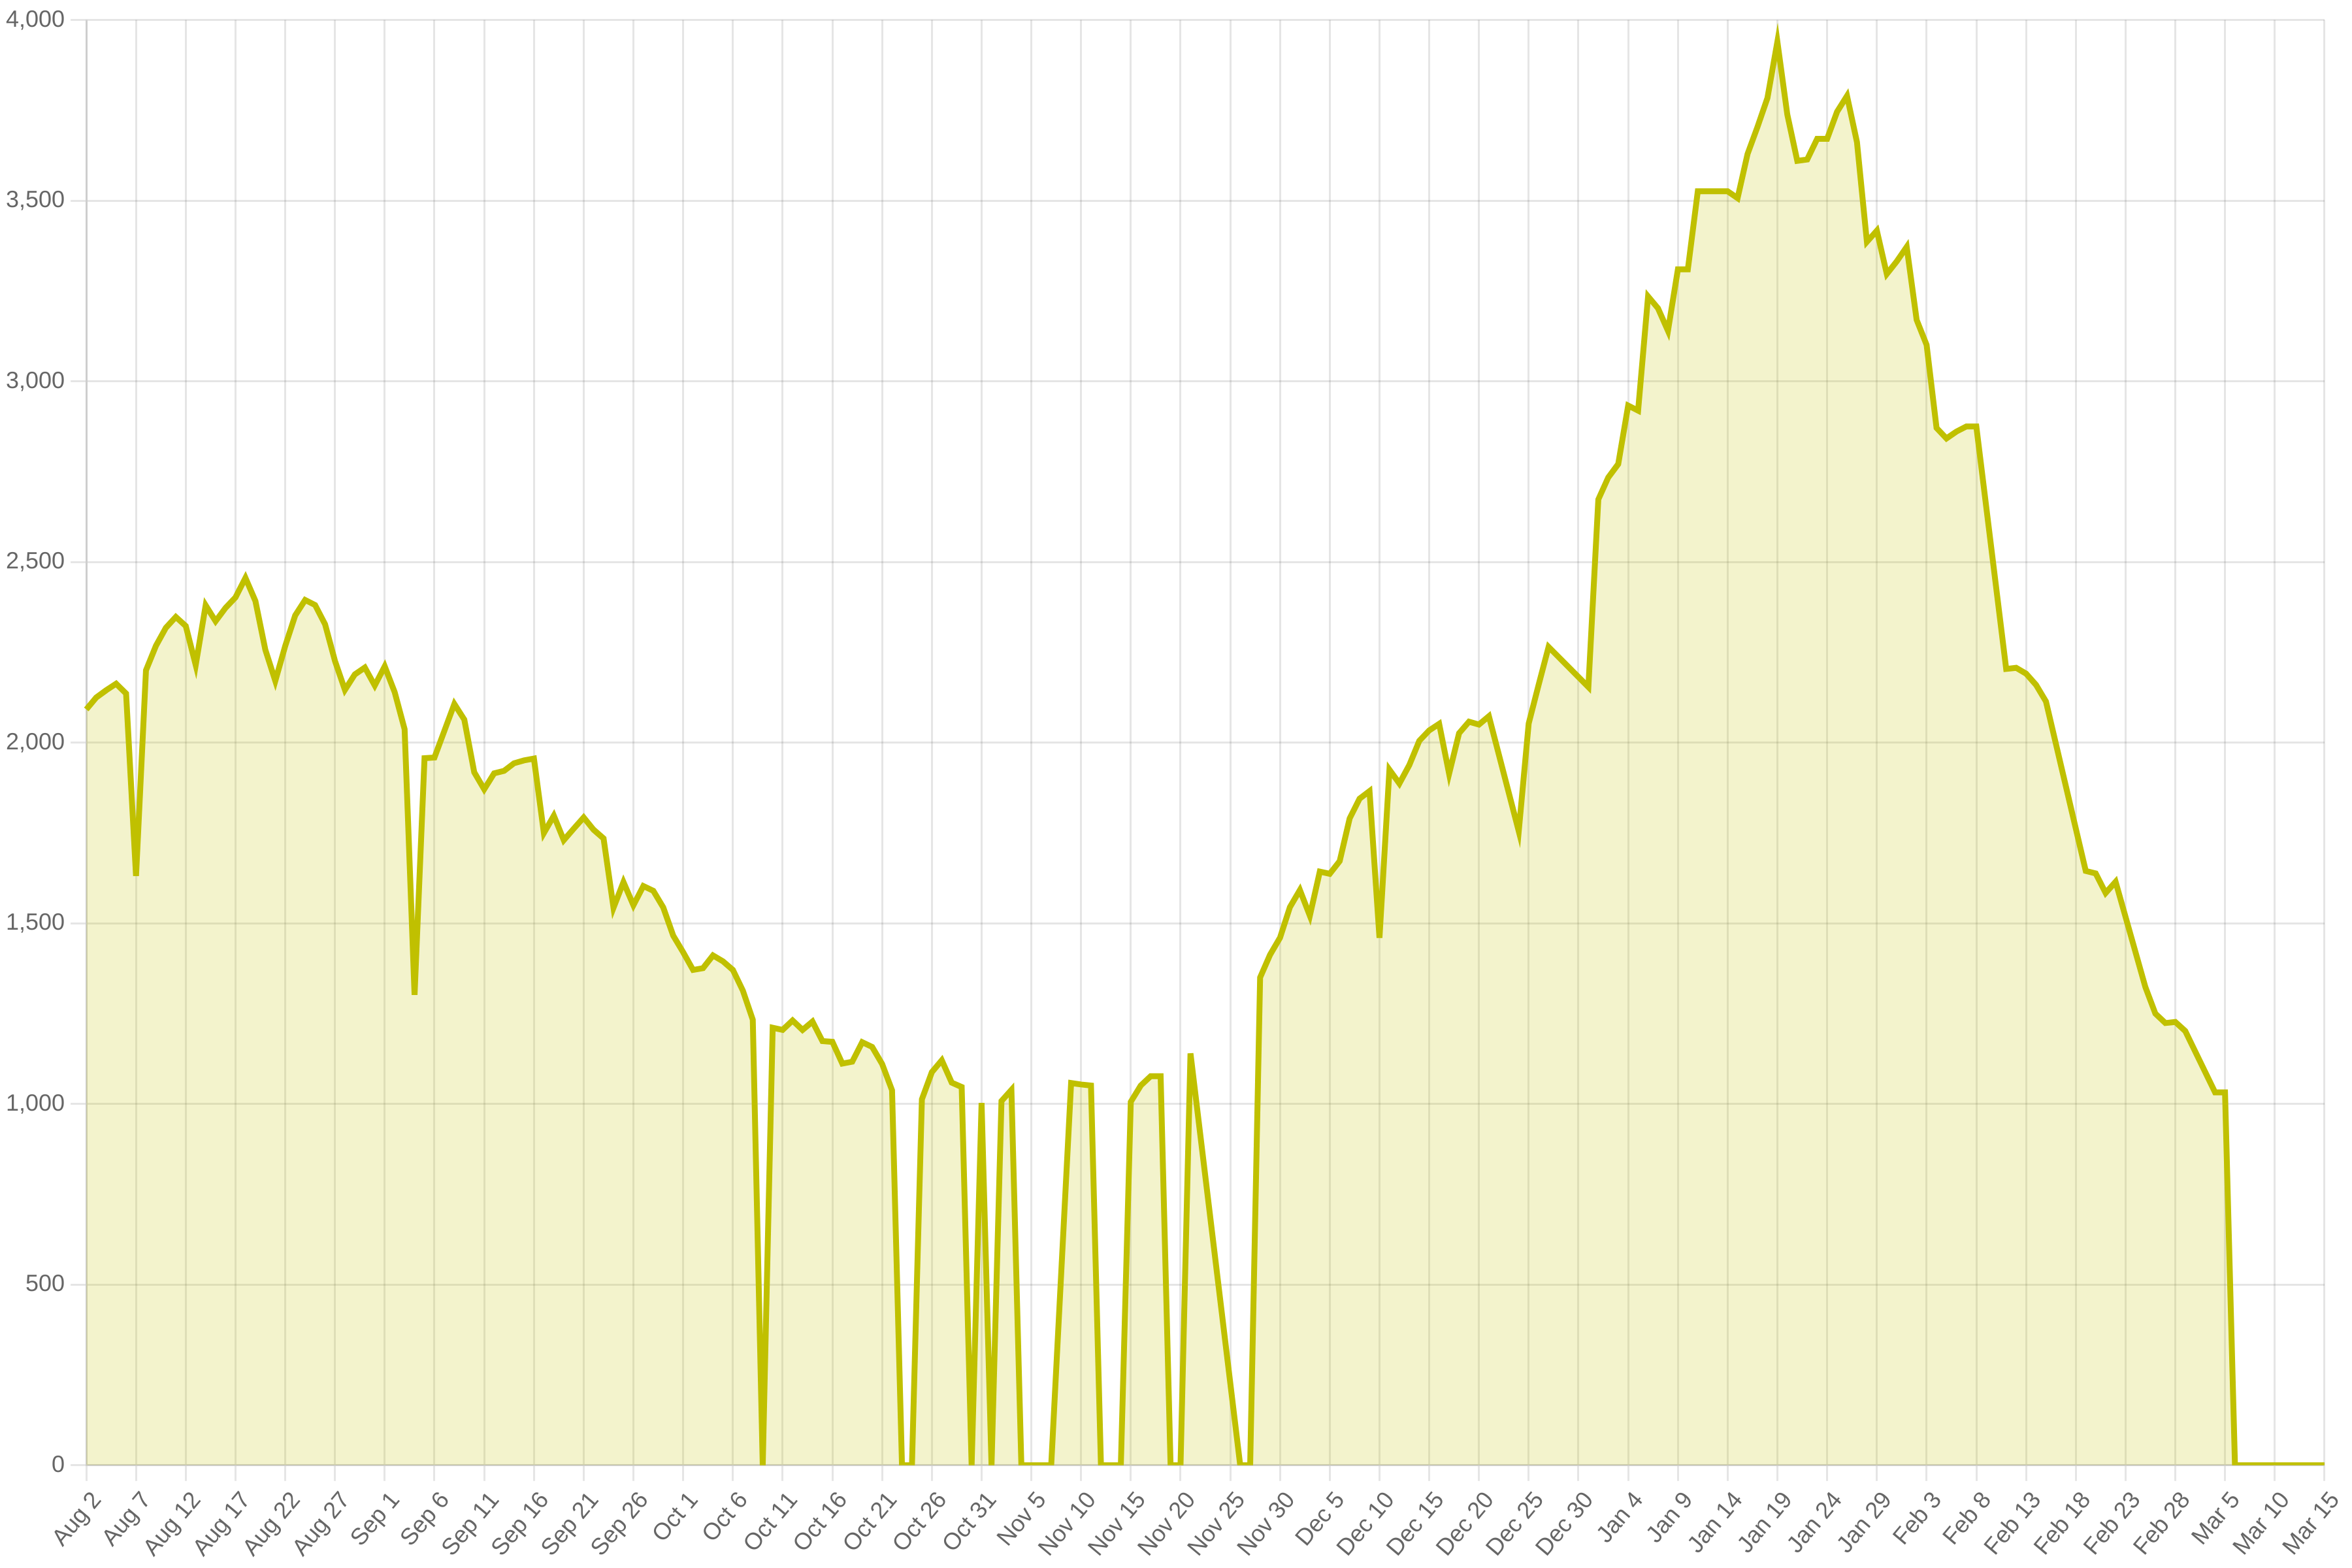 4,000
3,500
3,000
2,500
2,000
1,500
1,000
500
0
Aug 2
Aug 7
Aug 12
Aug 17
Aug 22
Aug 27
Sep 1
Sep 6
Sep 11
Sep 16
Sep 21
Sep 26
Oct 1
Oct 6
Oct 11
Oct 16
Oct 21
Oct 26
Oct 31
Nov 5
Nov 10
Nov 15
Nov 20
Nov 25
Nov 30
Dec 5
Dec 10
Dec 15
Dec 20
Dec 25
Dec 30
Jan 4
Jan 9
Jan 14
Jan 19
Jan 24
Jan 29
Feb 3
Feb 8
Feb 13
Feb 18
Feb 23
Feb 28
Mar 5
Mar 10
Mar 15